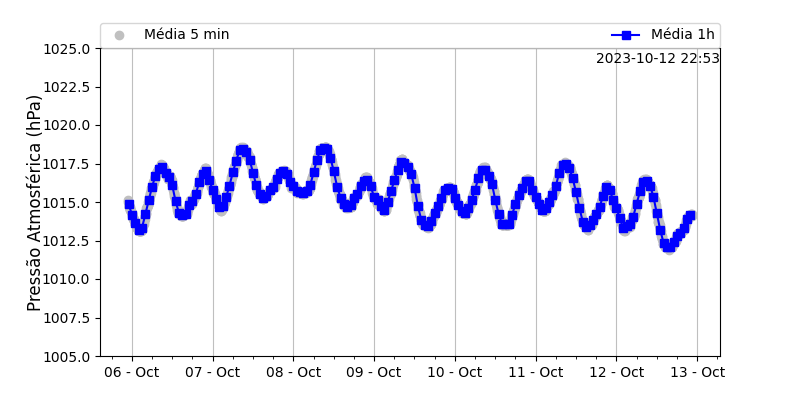 Média 5 min
Média 1h
2023-10-12 22:53
Pressão Atmosférica (hPa)
1025.0
1022.5
1020.0
1017.5
1015.0
1012.5
1010.0
1007.5
1005.0
06 - Oct
07 - Oct
08 - Oct
09 - Oct
10 - Oct
11 - Oct
12 - Oct
13 - Oct